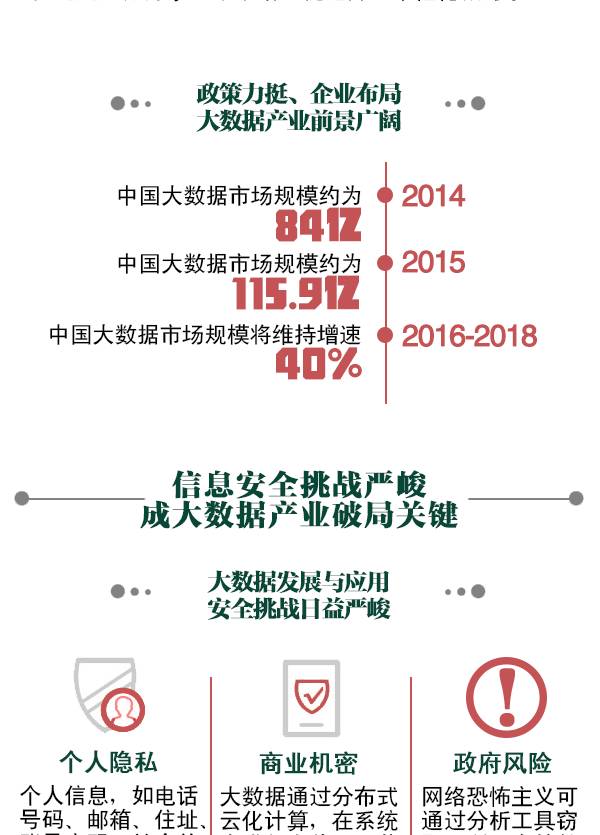 政策力挺、企业布局
大数据产业前景广阔
中国大数据市场规模约为
2014
84亿
中国大数据市场规模约为
2015
115.9亿
中国大数据市场规模将维持增速
2016-2018
40%
信息安全挑战严峻
成大数据产业破局关键
大数据发展与应用
安全挑战日益严峻
个人隐私
商业机密
政府风险
个人信息，如电话
号码、邮箱、住址、
大数据通过分布式
云化计算，在系统
网络恐怖主义可
通过分析工具窃